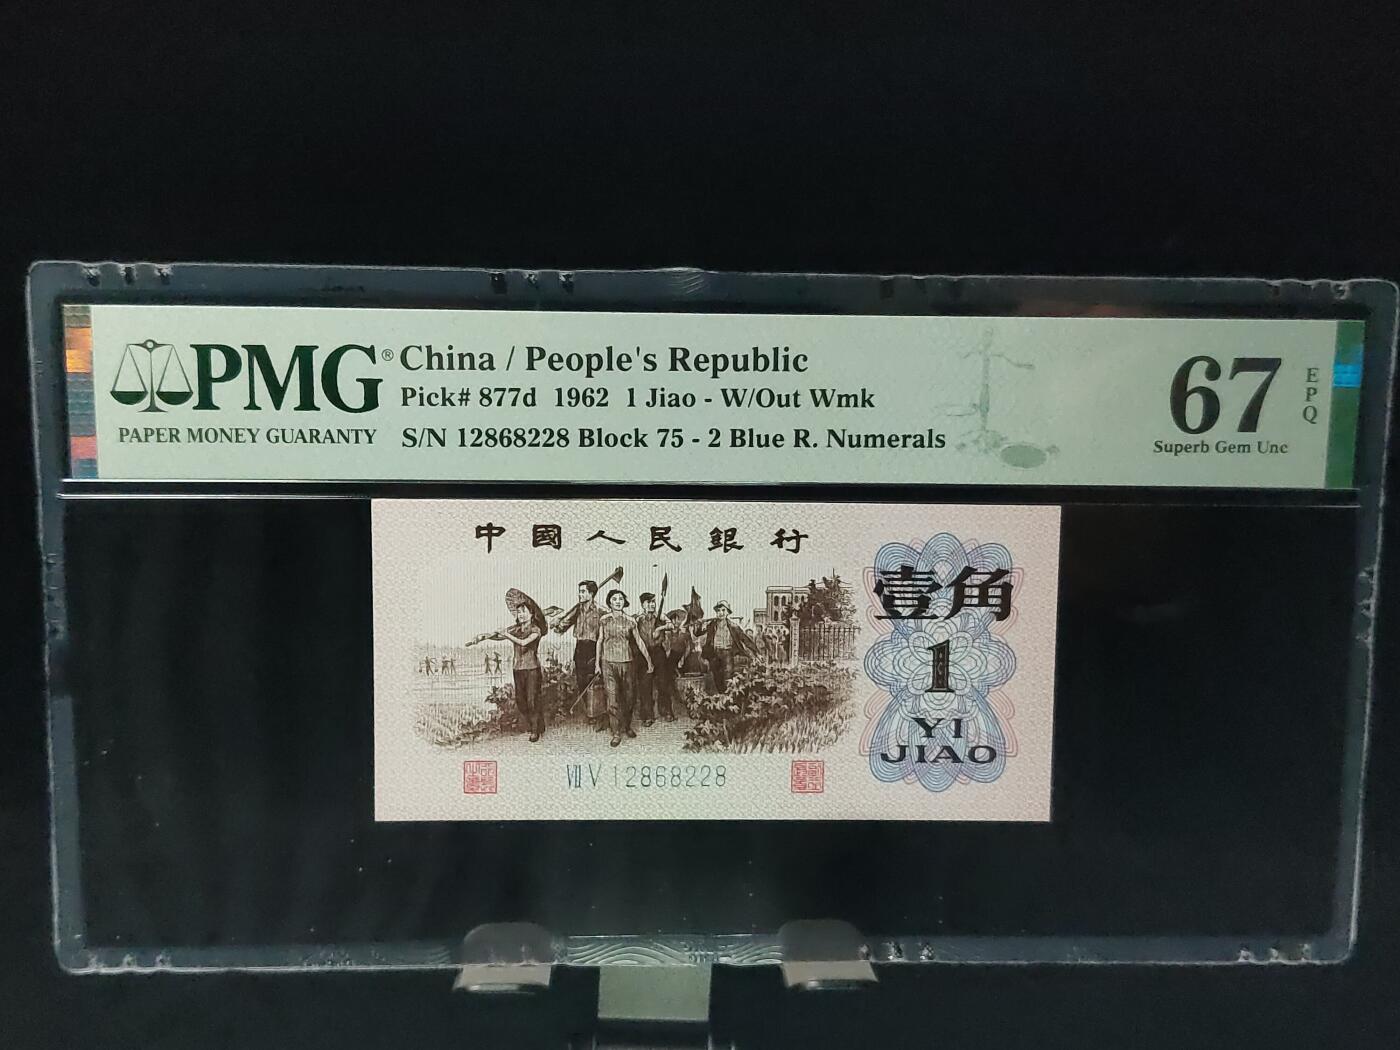 PMG®
PAPER MONEY GUARANTY
China / People's Republic
Pick# 877d 1962 1 Jiao - W/Out Wmk
S/N 12868228 Block 75 - 2 Blue R. Numerals
67
EPQ
Superb Gem Unc
中國人民銀行
壹角
1
YI
JIAO
VII V 12868228